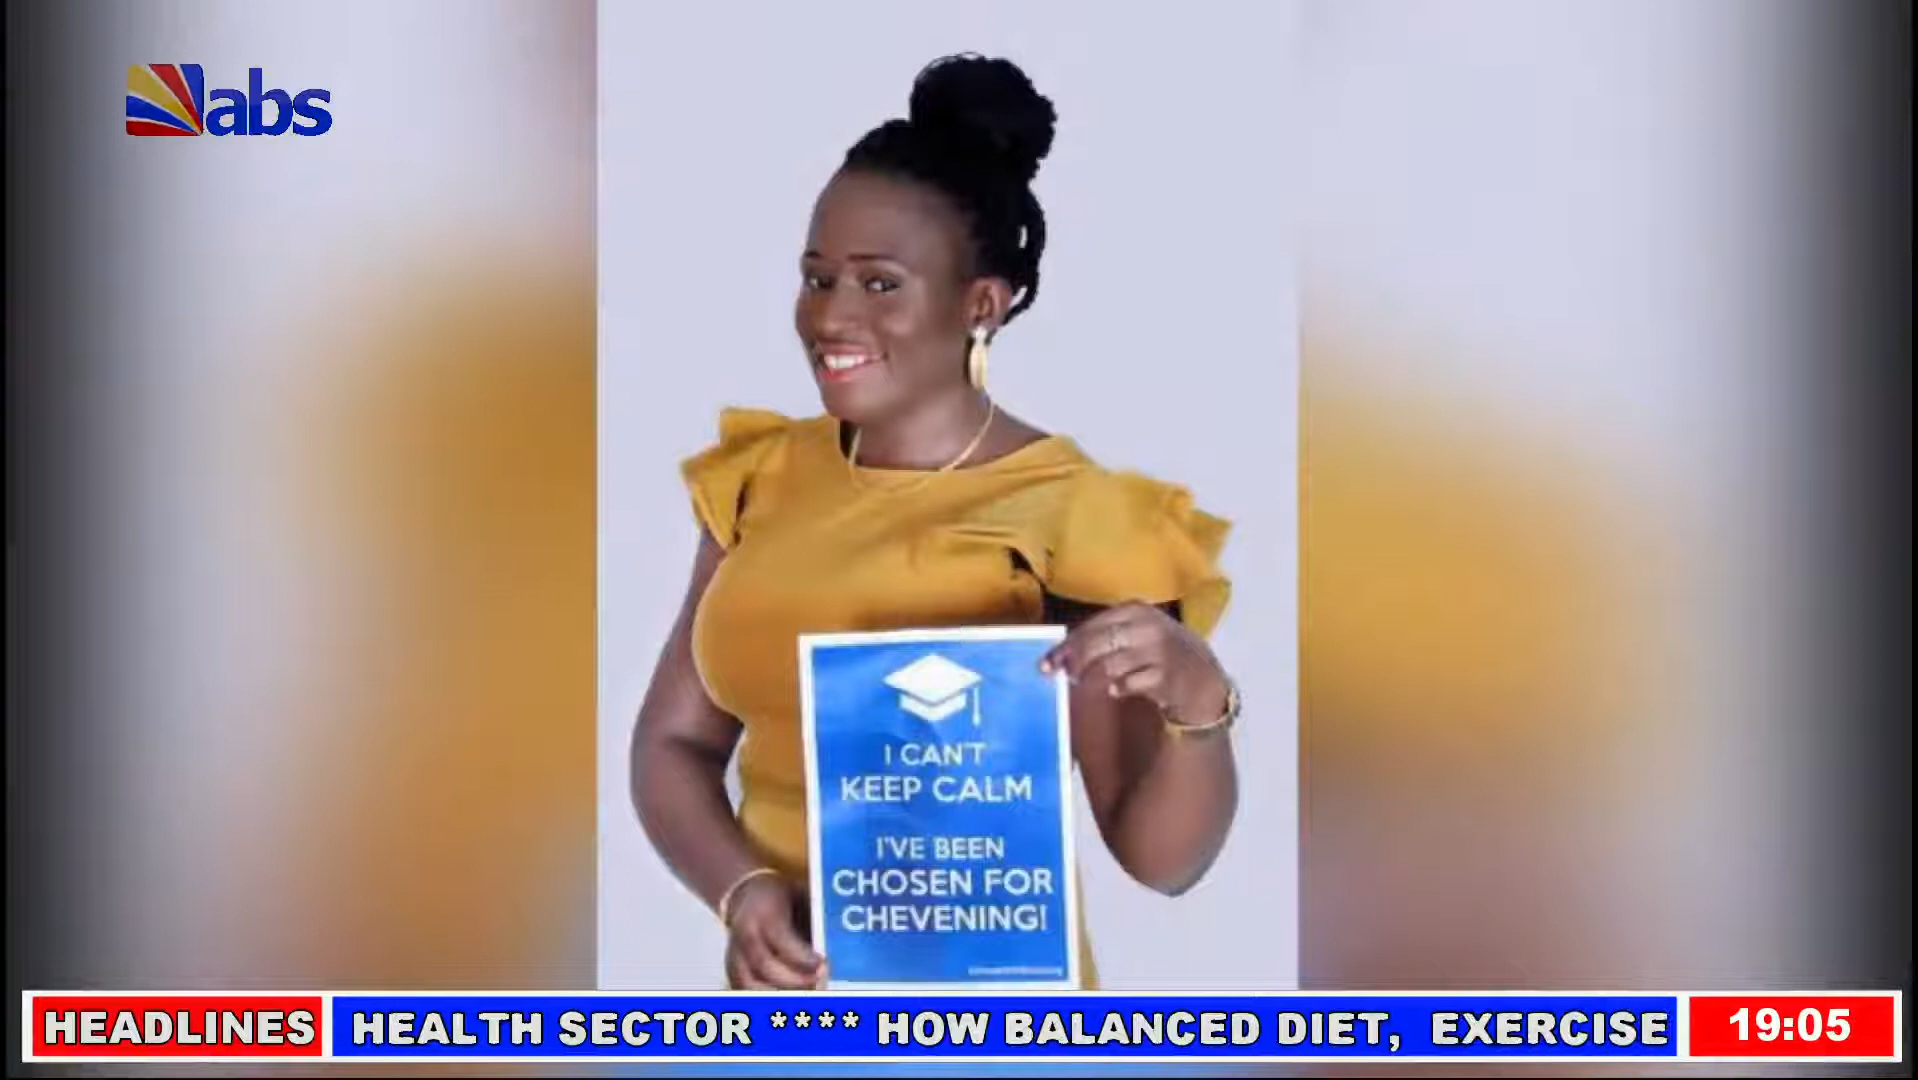 abs
I CAN'T
KEEP CALM
I'VE BEEN
CHOSEN FOR
CHEVENING!
HEADLINES
HEALTH SECTOR **** HOW BALANCED DIET, EXERCISE
19:05